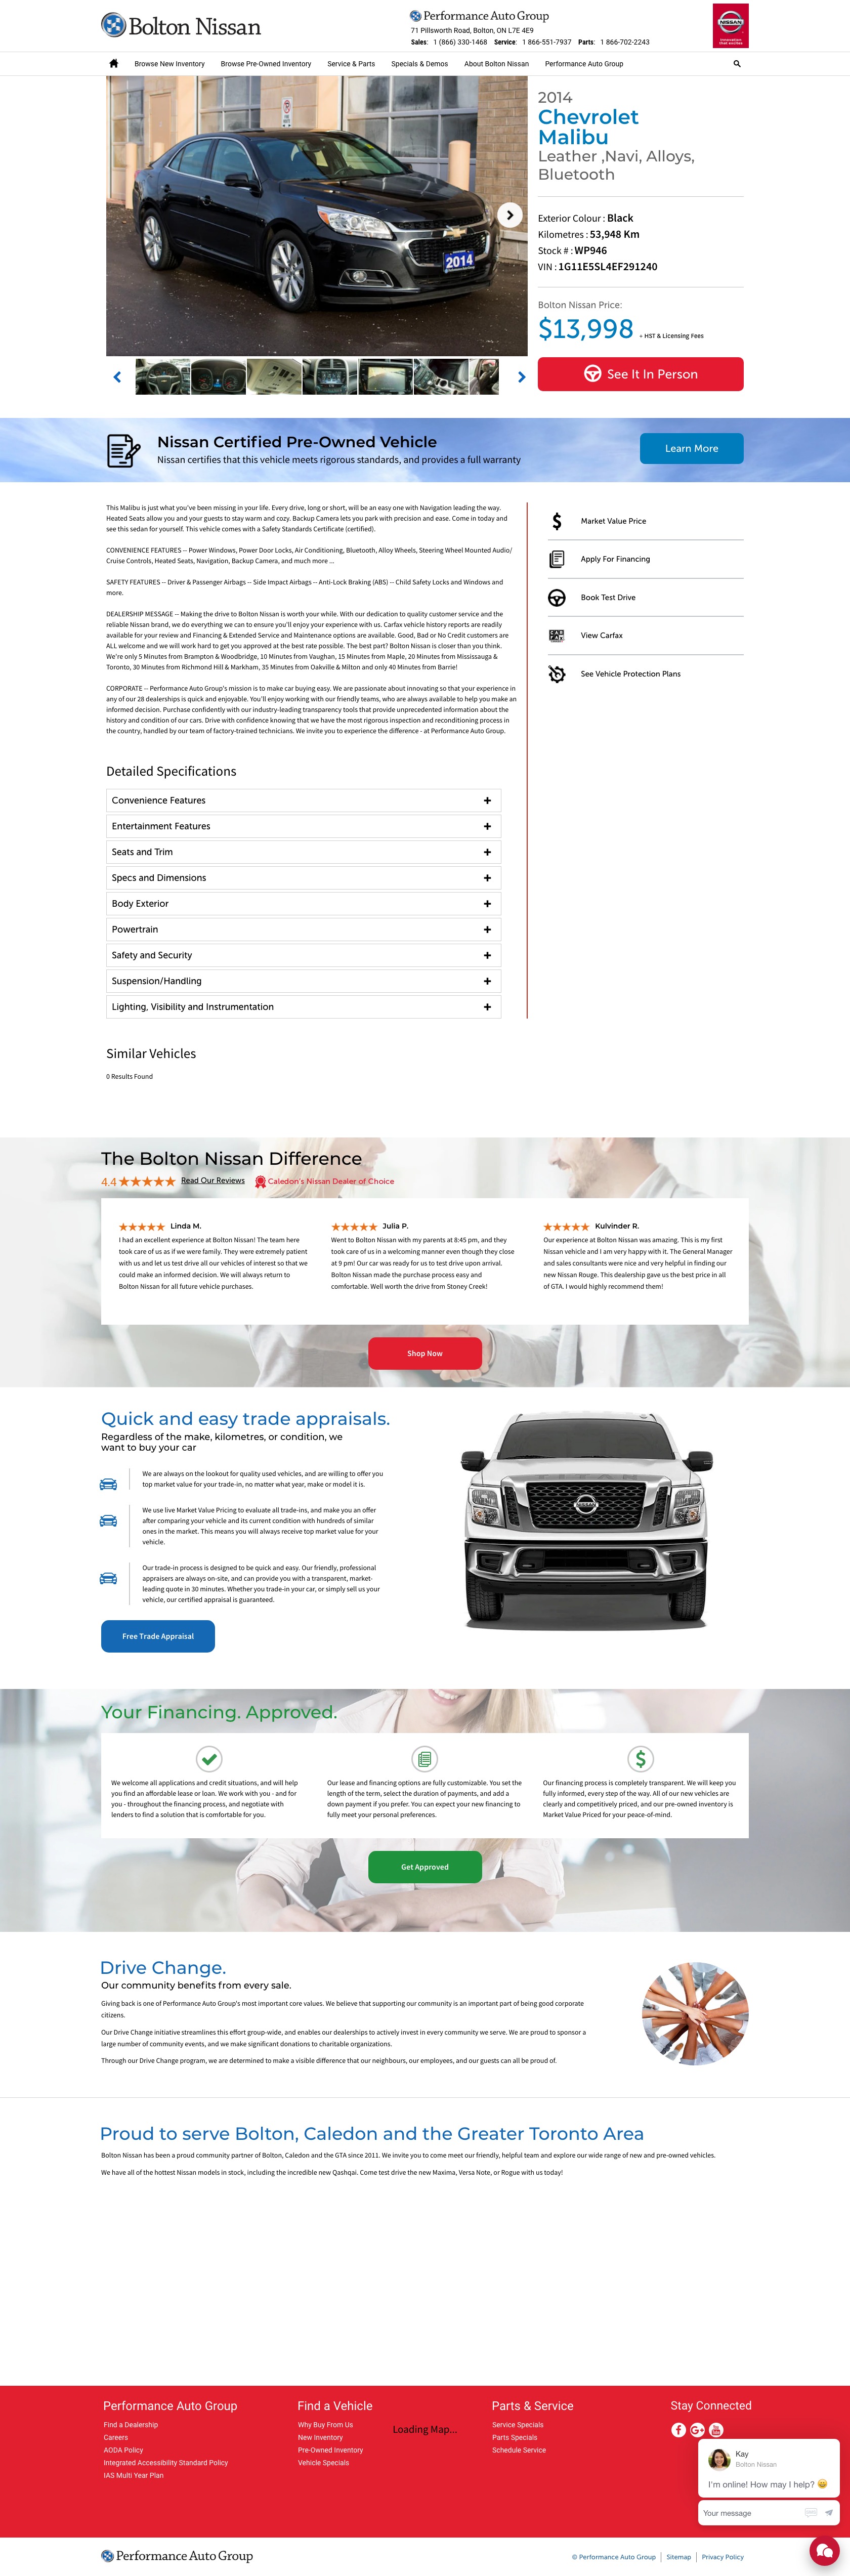 Bolton Nissan
Performance Auto Group
71 Pillsworth Road, Bolton, ON L7E 4E9
Sales: 1 (866) 330-1468 Service: 1 866-551-7937 Parts: 1 866-702-2243
NISSAN
Innovation
that excites
Browse New Inventory Browse Pre-Owned Inventory Service & Parts Specials & Demos About Bolton Nissan Performance Auto Group
2014
2014
Chevrolet
Malibu
Leather ,Navi, Alloys,
Bluetooth
Exterior Colour : Black
Kilometres : 53,948 Km
Stock # : WP946
VIN : 1G11E5SL4EF291240
Bolton Nissan Price:
$13,998 + HST & Licensing Fees
See It In Person
Nissan Certified Pre-Owned Vehicle
Nissan certifies that this vehicle meets rigorous standards, and provides a full warranty
Learn More
This Malibu is just what you've been missing in your life. Every drive, long or short, will be an easy one with Navigation leading the way.
Heated Seats allow you and your guests to stay warm and cozy. Backup Camera lets you park with precision and ease. Come in today and
see this sedan for yourself. This vehicle comes with a Safety Standards Certificate (certified).
CONVENIENCE FEATURES -- Power Windows, Power Door Locks, Air Conditioning, Bluetooth, Alloy Wheels, Steering Wheel Mounted Audio/
Cruise Controls, Heated Seats, Navigation, Backup Camera, and much more ...
SAFETY FEATURES -- Driver & Passenger Airbags -- Side Impact Airbags -- Anti-Lock Braking (ABS) -- Child Safety Locks and Windows and
more.
DEALERSHIP MESSAGE -- Making the drive to Bolton Nissan is worth your while. With our dedication to quality customer service and the
reliable Nissan brand, we do everything we can to ensure you'll enjoy your experience with us. Carfax vehicle history reports are readily
available for your review and Financing & Extended Service and Maintenance options are available. Good, Bad or No Credit customers are
ALL welcome and we will work hard to get you approved at the best rate possible. The best part? Bolton Nissan is closer than you think.
We're only 5 Minutes from Brampton & Woodbridge, 10 Minutes from Vaughan, 15 Minutes from Maple, 20 Minutes from Mississauga &
Toronto, 30 Minutes from Richmond Hill & Markham, 35 Minutes from Oakville & Milton and only 40 Minutes from Barrie!
CORPORATE -- Performance Auto Group's mission is to make car buying easy. We are passionate about innovating so that your experience in
any of our 28 dealerships is quick and enjoyable. You'll enjoy working with our friendly teams, who are always available to help you make an
informed decision. Purchase confidently with our industry-leading transparency tools that provide unprecedented information about the
history and condition of our cars. Drive with confidence knowing that we have the most rigorous inspection and reconditioning process in
the country, handled by our team of factory-trained technicians. We invite you to experience the difference - at Performance Auto Group.
Market Value Price
Apply For Financing
Book Test Drive
CAR FAX
View Carfax
See Vehicle Protection Plans
Detailed Specifications
Convenience Features
Entertainment Features
Seats and Trim
Specs and Dimensions
Body Exterior
Powertrain
Safety and Security
Suspension/Handling
Lighting, Visibility and Instrumentation
Similar Vehicles
0 Results Found
The Bolton Nissan Difference
4.4 Read Our Reviews Caledon's Nissan Dealer of Choice
Linda M.
I had an excellent experience at Bolton Nissan! The team here
took care of us as if we were family. They were extremely patient
with us and let us test drive all our vehicles of interest so that we
could make an informed decision. We will always return to
Bolton Nissan for all future vehicle purchases.
Julia P.
Went to Bolton Nissan with my parents at 8:45 pm, and they
took care of us in a welcoming manner even though they close
at 9 pm! Our car was ready for us to test drive upon arrival.
Bolton Nissan made the purchase process easy and
comfortable. Well worth the drive from Stoney Creek!
Kulvinder R.
Our experience at Bolton Nissan was amazing. This is my first
Nissan vehicle and I am very happy with it. The General Manager
and sales consultants were nice and very helpful in finding our
new Nissan Rouge. This dealership gave us the best price in all
of GTA. I would highly recommend them!
Shop Now
Quick and easy trade appraisals.
Regardless of the make, kilometres, or condition, we
want to buy your car
We are always on the lookout for quality used vehicles, and are willing to offer you
top market value for your trade-in, no matter what year, make or model it is.
We use live Market Value Pricing to evaluate all trade-ins, and make you an offer
after comparing your vehicle and its current condition with hundreds of similar
ones in the market. This means you will always receive top market value for your
vehicle.
Our trade-in process is designed to be quick and easy. Our friendly, professional
appraisers are always on-site, and can provide you with a transparent, market-
leading quote in 30 minutes. Whether you trade-in your car, or simply sell us your
vehicle, our certified appraisal is guaranteed.
Free Trade Appraisal
NISSAN
Your Financing. Approved.
We welcome all applications and credit situations, and will help
you find an affordable lease or loan. We work with you - and for
you - throughout the financing process, and negotiate with
lenders to find a solution that is comfortable for you.
Our lease and financing options are fully customizable. You set the
length of the term, select the duration of payments, and add a
down payment if you prefer. You can expect your new financing to
fully meet your personal preferences.
Our financing process is completely transparent. We will keep you
fully informed, every step of the way. All of our new vehicles are
clearly and competitively priced, and our pre-owned inventory is
Market Value Priced for your peace-of-mind.
Get Approved
Drive Change.
Our community benefits from every sale.
Giving back is one of Performance Auto Group's most important core values. We believe that supporting our community is an important part of being good corporate
citizens.
Our Drive Change initiative streamlines this effort group-wide, and enables our dealerships to actively invest in every community we serve. We are proud to sponsor a
large number of community events, and we make significant donations to charitable organizations.
Through our Drive Change program, we are determined to make a visible difference that our neighbours, our employees, and our guests can all be proud of.
Proud to serve Bolton, Caledon and the Greater Toronto Area
Bolton Nissan has been a proud community partner of Bolton, Caledon and the GTA since 2011. We invite you to come meet our friendly, helpful team and explore our wide range of new and pre-owned vehicles.
We have all of the hottest Nissan models in stock, including the incredible new Qashqai. Come test drive the new Maxima, Versa Note, or Rogue with us today!
Performance Auto Group
Find a Dealership
Careers
AODA Policy
Integrated Accessibility Standard Policy
IAS Multi Year Plan
Find a Vehicle
Why Buy From Us
New Inventory
Pre-Owned Inventory
Vehicle Specials
Loading Map...
Parts & Service
Service Specials
Parts Specials
Schedule Service
Stay Connected
Kay
Bolton Nissan
I'm online! How may I help? 😀
Your message
Performance Auto Group
© Performance Auto Group Sitemap Privacy Policy